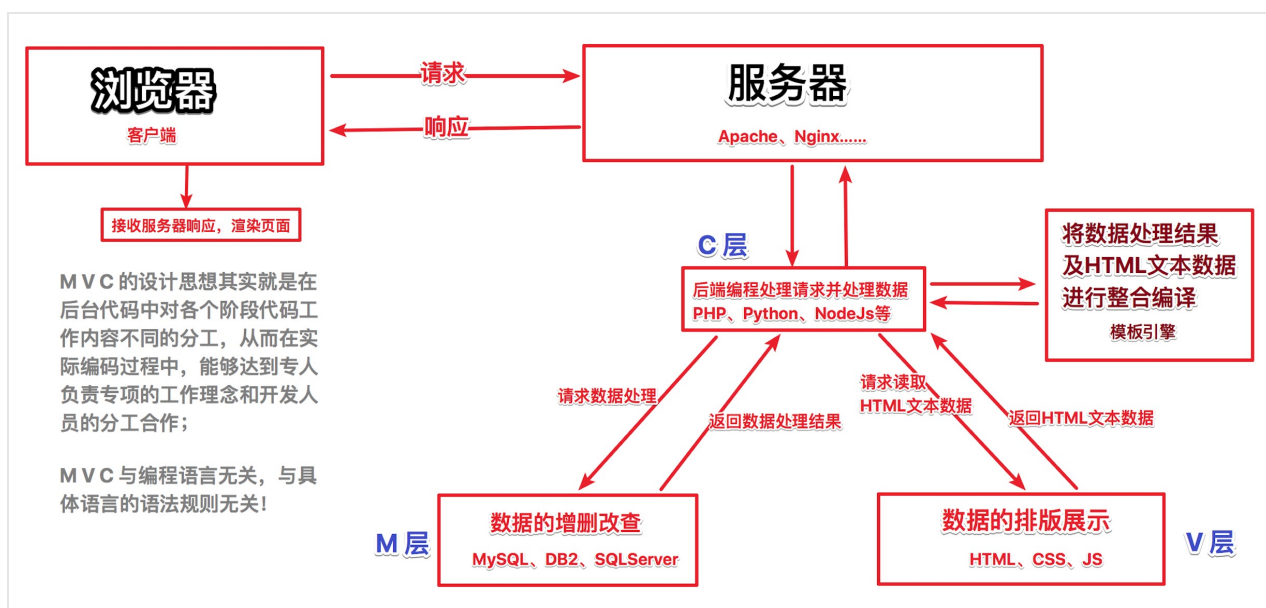 浏览器
客户端
请求
响应
服务器
Apache、Nginx......
接收服务器响应，渲染页面
C 层
将数据处理结果
及HTML文本数据
进行整合编译
模板引擎
后端编程处理请求并处理数据
PHP、Python、NodeJs等
M V C 的设计思想其实就是在
后台代码中对各个阶段代码工
作内容不同的分工，从而在实
际编码过程中，能够达到专人
负责专项的工作理念和开发人
员的分工合作；
M V C 与编程语言无关，与具
体语言的语法规则无关！
请求数据处理
返回数据处理结果
请求读取
HTML文本数据
返回HTML文本数据
M 层
数据的增删改查
MySQL、DB2、SQLServer
数据的排版展示
HTML、CSS、JS
V 层